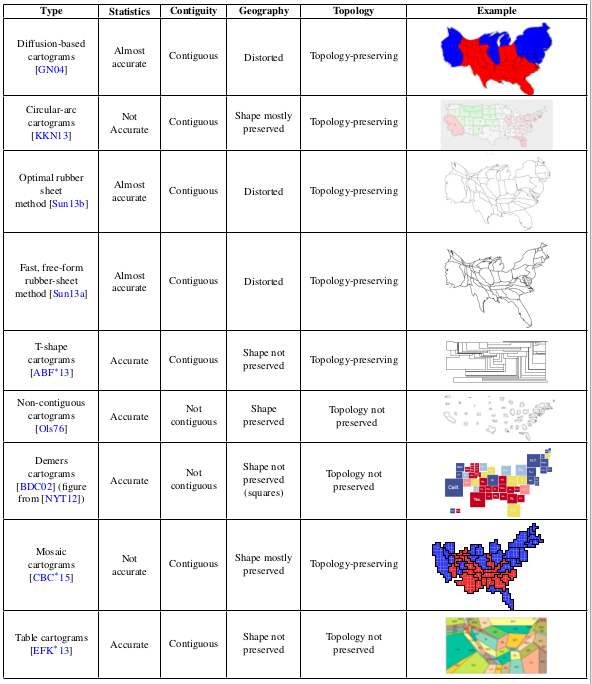 Type Statistics Contiguity Geography Topology Example
Diffusion-based
cartograms
[GN04]
Almost
accurate
Contiguous
Distorted
Topology-preserving
Circular-arc
cartograms
[KKN13]
Not
Accurate
Contiguous
Shape mostly
preserved
Topology-preserving
Optimal rubber
sheet
method [Sun13b]
Almost
accurate
Contiguous
Distorted
Topology-preserving
Fast, free-form
rubber-sheet
method [Sun13a]
Almost
accurate
Contiguous
Distorted
Topology-preserving
T-shape
cartograms
[ABF*13]
Accurate
Contiguous
Shape not
preserved
Topology-preserving
Non-contiguous
cartograms
[Ols76]
Accurate
Not
contiguous
Shape
preserved
Topology not
preserved
Demers
cartograms
[BDC02] (figure
from [NYT12])
Accurate
Not
contiguous
Shape not
preserved
(squares)
Topology not
preserved
Calif.
Tex.
Mosaic
cartograms
[CBC*15]
Not
accurate
Contiguous
Shape mostly
preserved
Topology-preserving
Table cartograms
[EFK*13]
Accurate
Contiguous
Shape not
preserved
Topology not
preserved